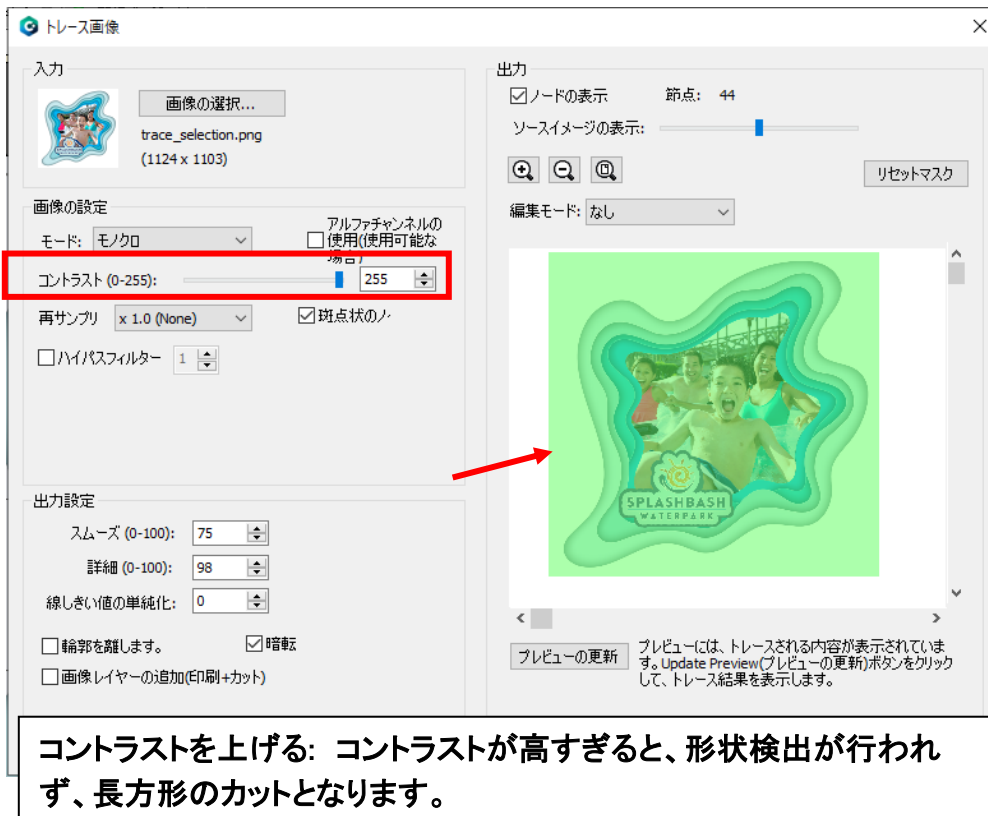 トレース画像
入力
画像の選択...
trace_selection.png
(1124 x 1103)
画像の設定
モード: モノクロ
アルファチャンネルの
使用(使用可能な
場合)
コントラスト (0-255): 255
再サンプリ x 1.0 (None)
斑点状のノ
ハイパスフィルター 1
出力設定
スムーズ (0-100): 75
詳細 (0-100): 98
線しきい値の単純化: 0
輪郭を離します。 暗転
画像レイヤーの追加(印刷+カット)
出力
ノードの表示 節点: 44
ソースイメージの表示:
リセットマスク
編集モード: なし
SPLASHBASH
WATERPARK
プレビューの更新
プレビューには、トレースされる内容が表示されていま
す。Update Preview(プレビューの更新)ボタンをクリック
して、トレース結果を表示します。
コントラストを上げる: コントラストが高すぎると、形状検出が行われ
ず、長方形のカットとなります。